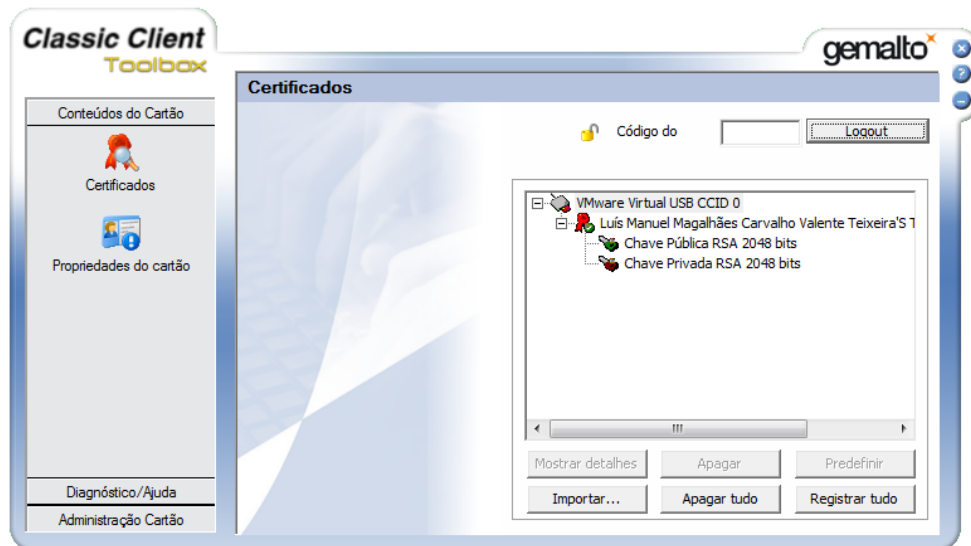 Classic Client
Toolbox
gemalto
Certificados
Conteúdos do Cartão
Certificados
Propriedades do cartão
Diagnóstico/Ajuda
Administração Cartão
Código do
Logout
VMware Virtual USB CCID 0
Luís Manuel Magalhães Carvalho Valente Teixeira'S T
Chave Pública RSA 2048 bits
Chave Privada RSA 2048 bits
Mostrar detalhes
Apagar
Predefinir
Importar...
Apagar tudo
Registrar tudo